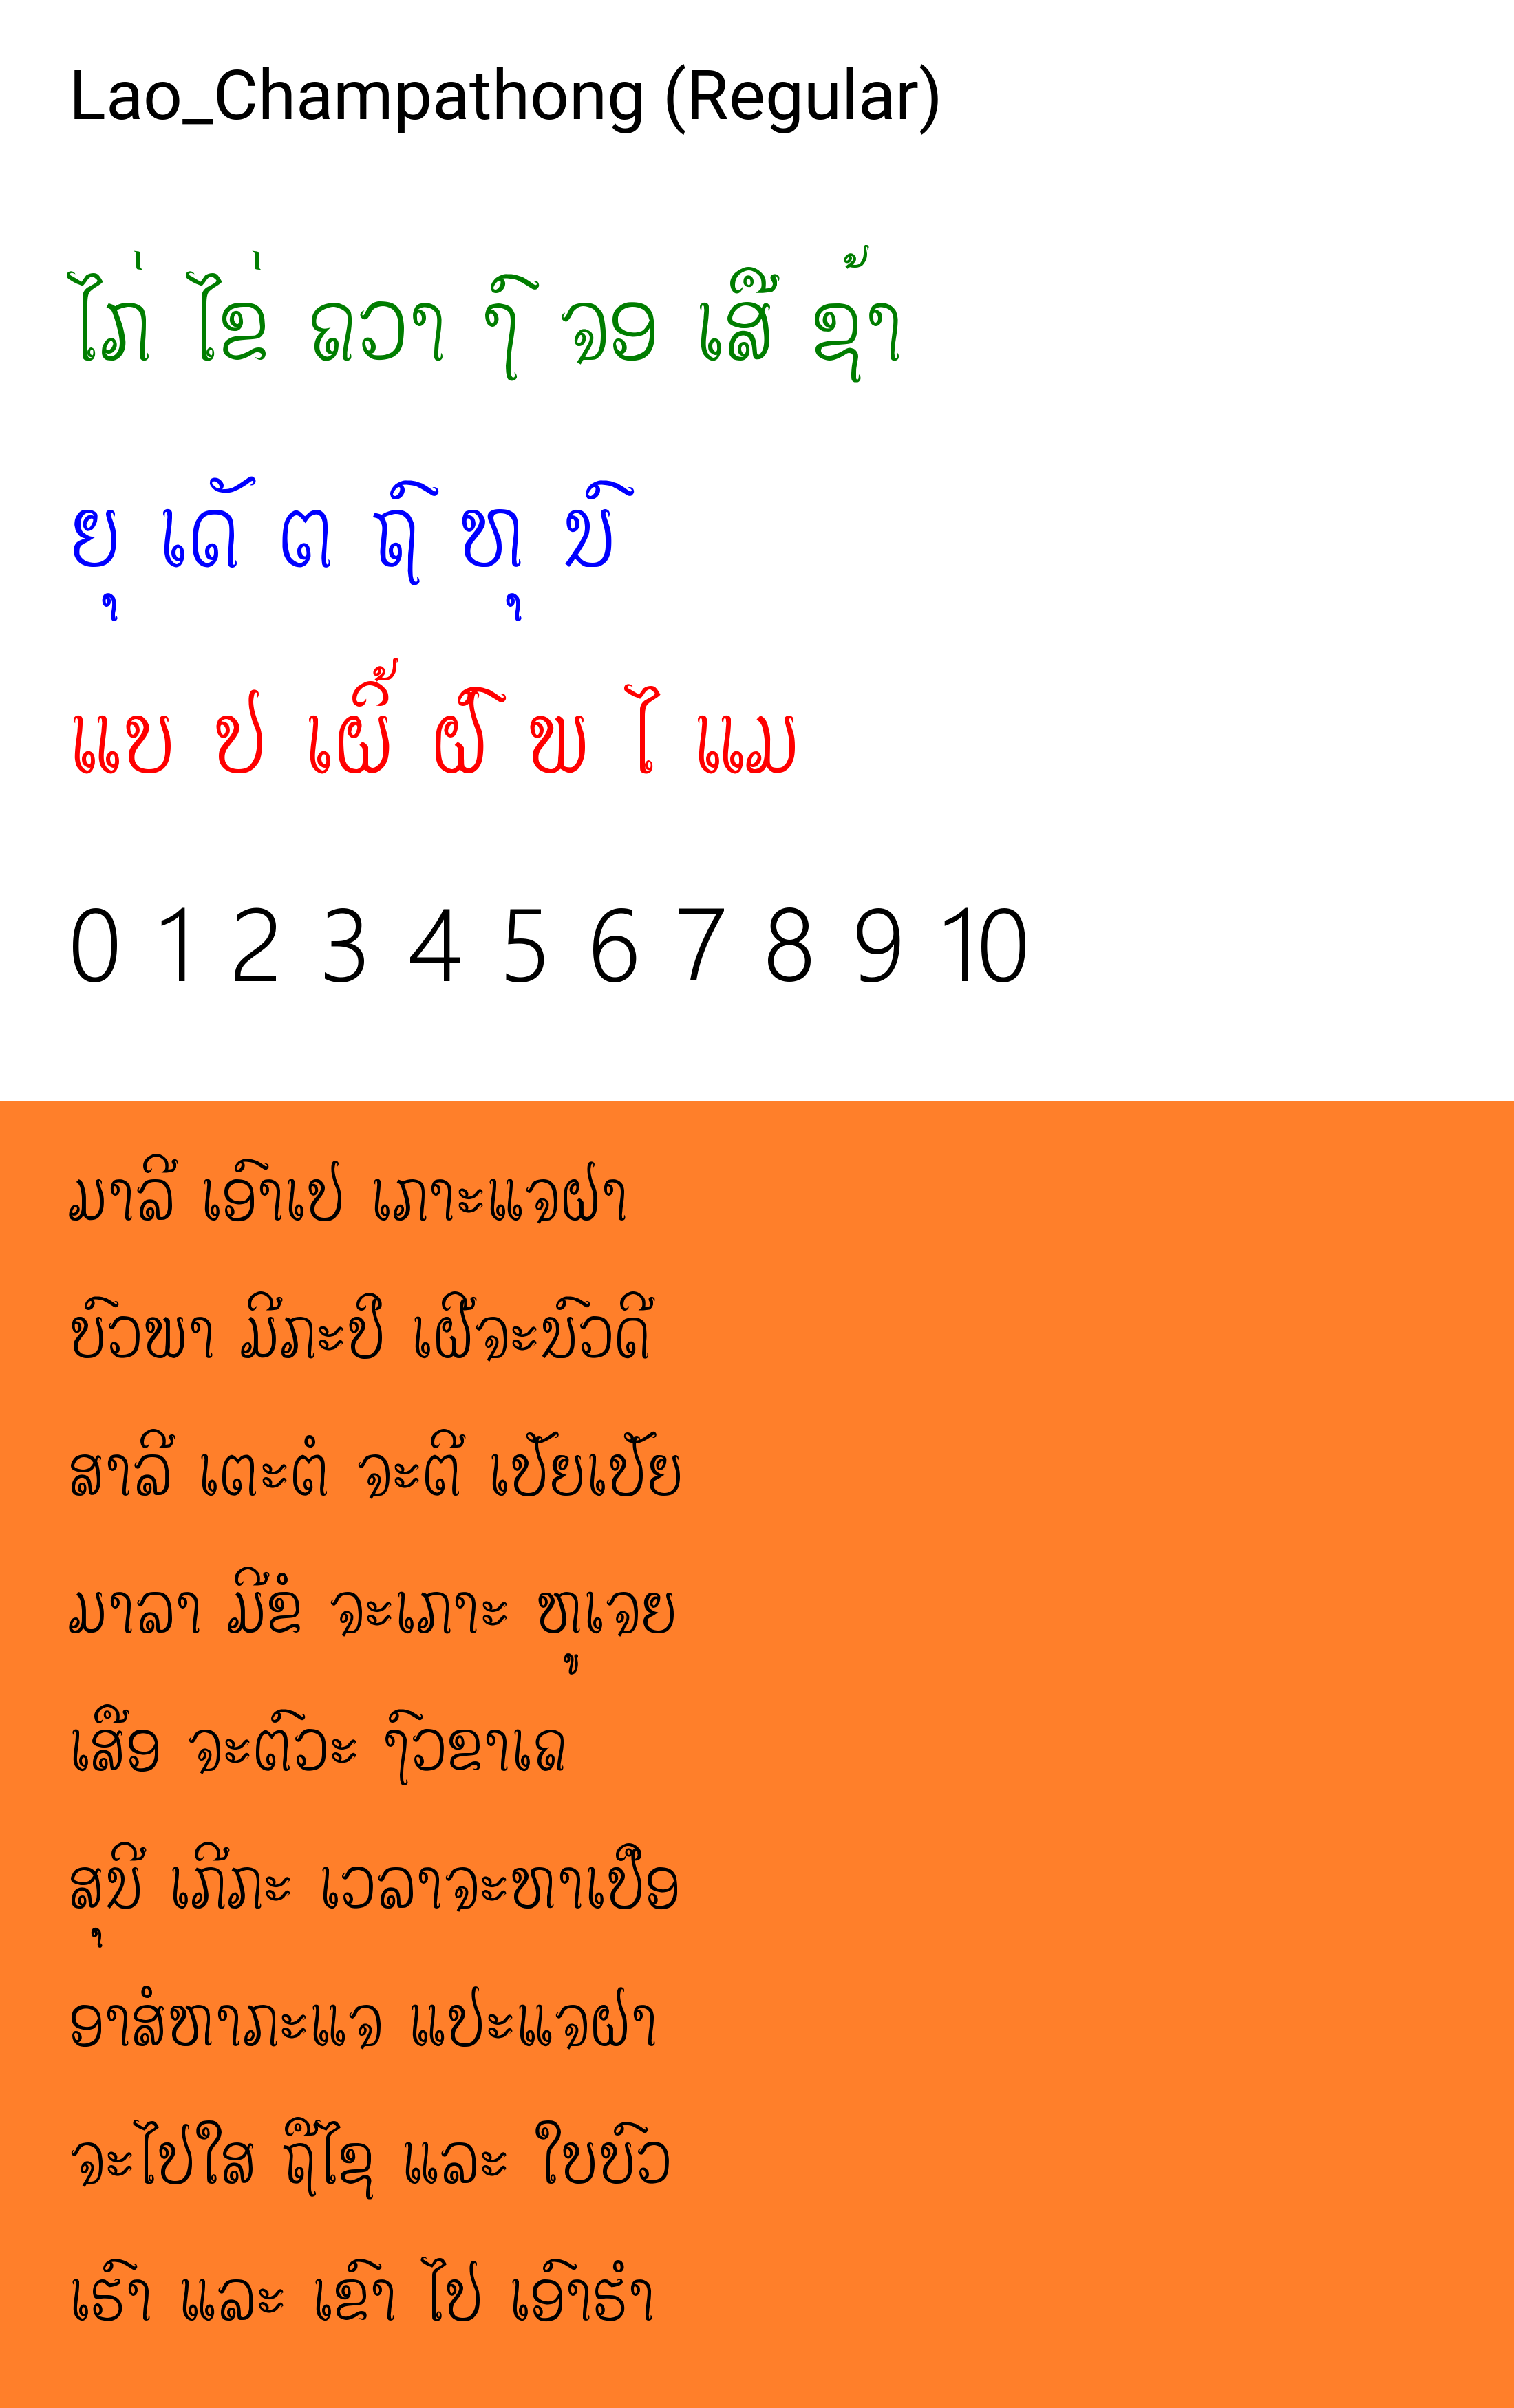 Lao_Champathong (Regular)
ໄກ່ ໄຂ່ ຄວາ ງົ ຈອ ເສື ຊ້າ
ຍຸ ເດັ ຕ ຖົ ທຸ ນົ
ແບ ປ ເຜິ້ ຝົ ພ ໄ ແມ
0 1 2 3 4 5 6 7 8 9 10
ມາລີ ເອົາເປ ເກາະແຈຝາ
ບົວພາ ມີກະປິ ເຜີຈະນົວດີ
ສາລີ ເຕະຕໍ ຈະຕີ ເປັຍເປັຍ
ມາລາ ມີຂໍ ຈະເກາະ ທູເຈຍ
ເສືອ ຈະຕົວະ ງົວຂາເຄ
ສຸນີ ເກີກະ ເວລາຈະທາເປືອ
ອາສໍທາກະແຈ ແປະແຈຝາ
ຈະໄປໃສ ຖືໄຊ ແລະ ໃບບົວ
ເຣົາ ແລະ ເຂົາ ໄປ ເອົາຣຳ